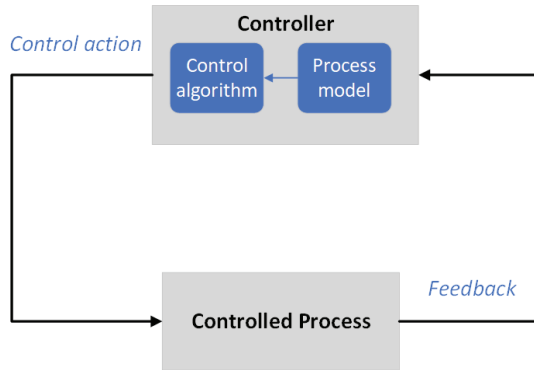 Controller
Control action
Control
algorithm
Process
model
Feedback
Controlled Process